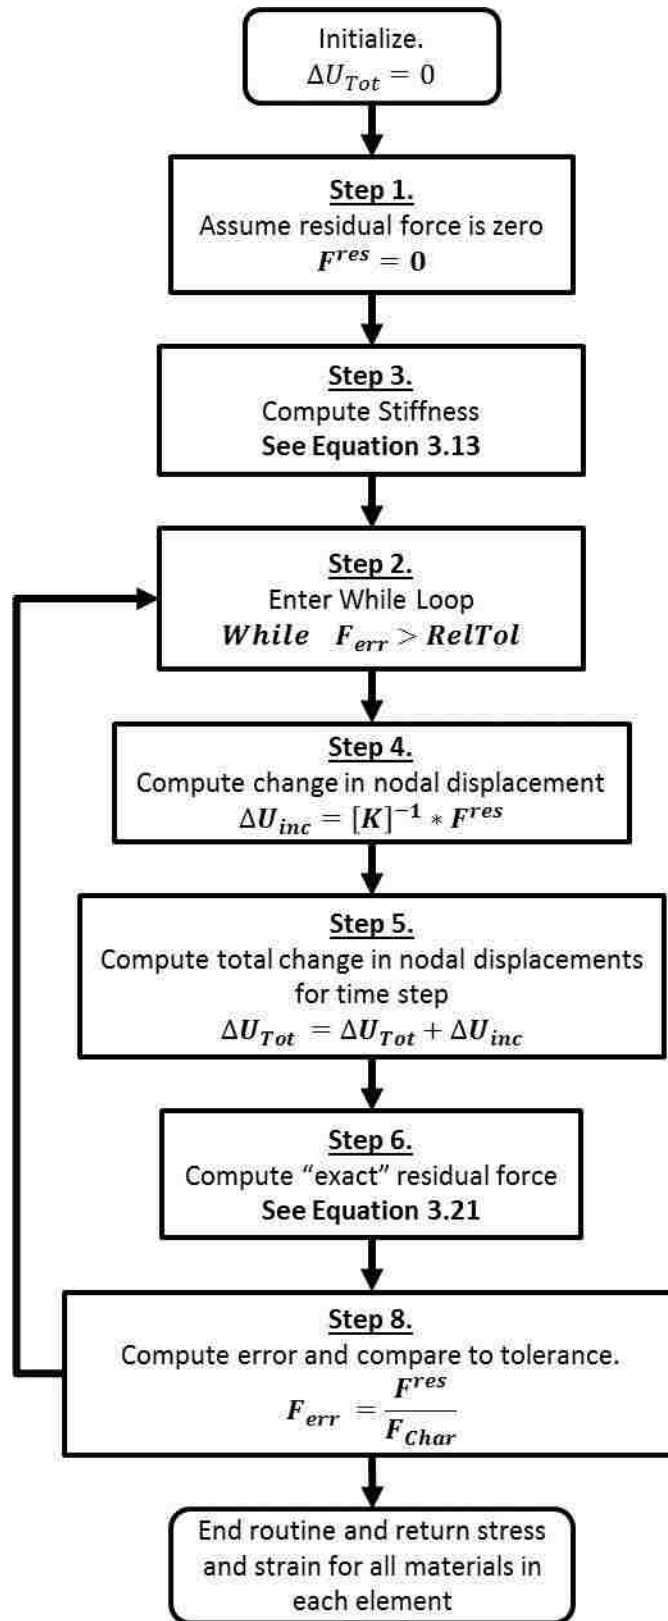 Initialize.
ΔU_Tot = 0
Step 1.
Assume residual force is zero
F^res = 0
Step 3.
Compute Stiffness
See Equation 3.13
Step 2.
Enter While Loop
While F_err > RelTol
Step 4.
Compute change in nodal displacement
ΔU_inc = [K]^−1 * F^res
Step 5.
Compute total change in nodal displacements
for time step
ΔU_Tot = ΔU_Tot + ΔU_inc
Step 6.
Compute “exact” residual force
See Equation 3.21
Step 8.
Compute error and compare to tolerance.
F_err = F^res / F_Char
End routine and return stress
and strain for all materials in
each element